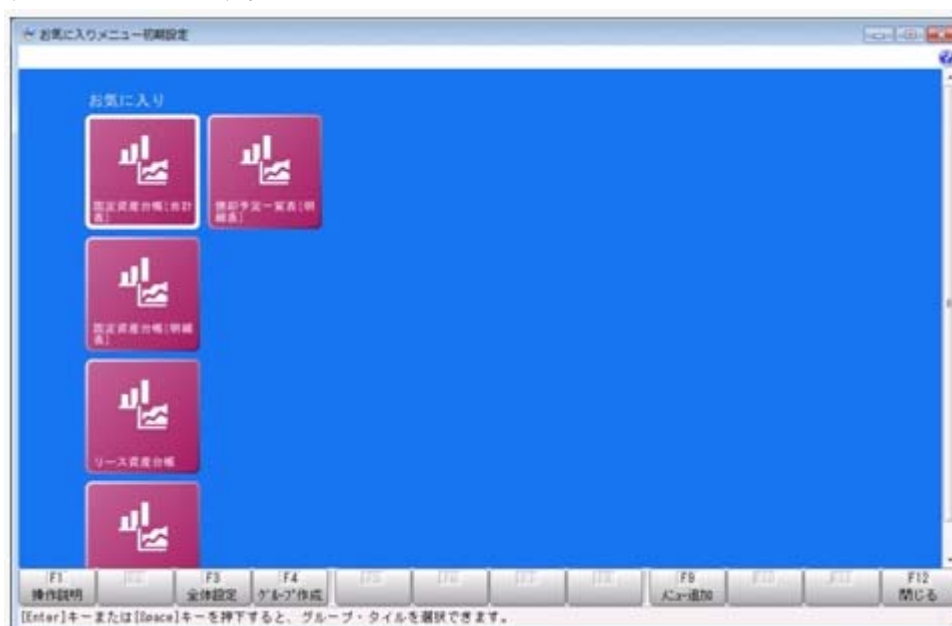 お気に入りメニュー初期設定
お気に入り
固定資産台帳[合計
表]
償却予定一覧表[明
細表]
固定資産台帳[明細
表]
リース資産台帳
F1
操作説明
F3
全体設定
F4
グループ作成
F9
メニュー追加
F12
閉じる
[Enter]キーまたは[Space]キーを押下すると、グループ・タイルを選択できます。